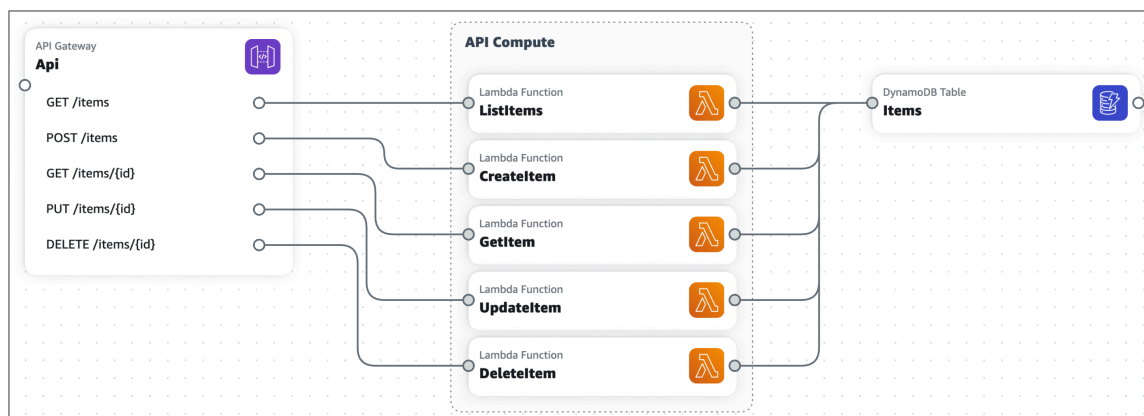 API Gateway
Api
GET /items
POST /items
GET /items/{id}
PUT /items/{id}
DELETE /items/{id}
API Compute
Lambda Function
ListItems
Lambda Function
CreateItem
Lambda Function
GetItem
Lambda Function
UpdateItem
Lambda Function
DeleteItem
DynamoDB Table
Items